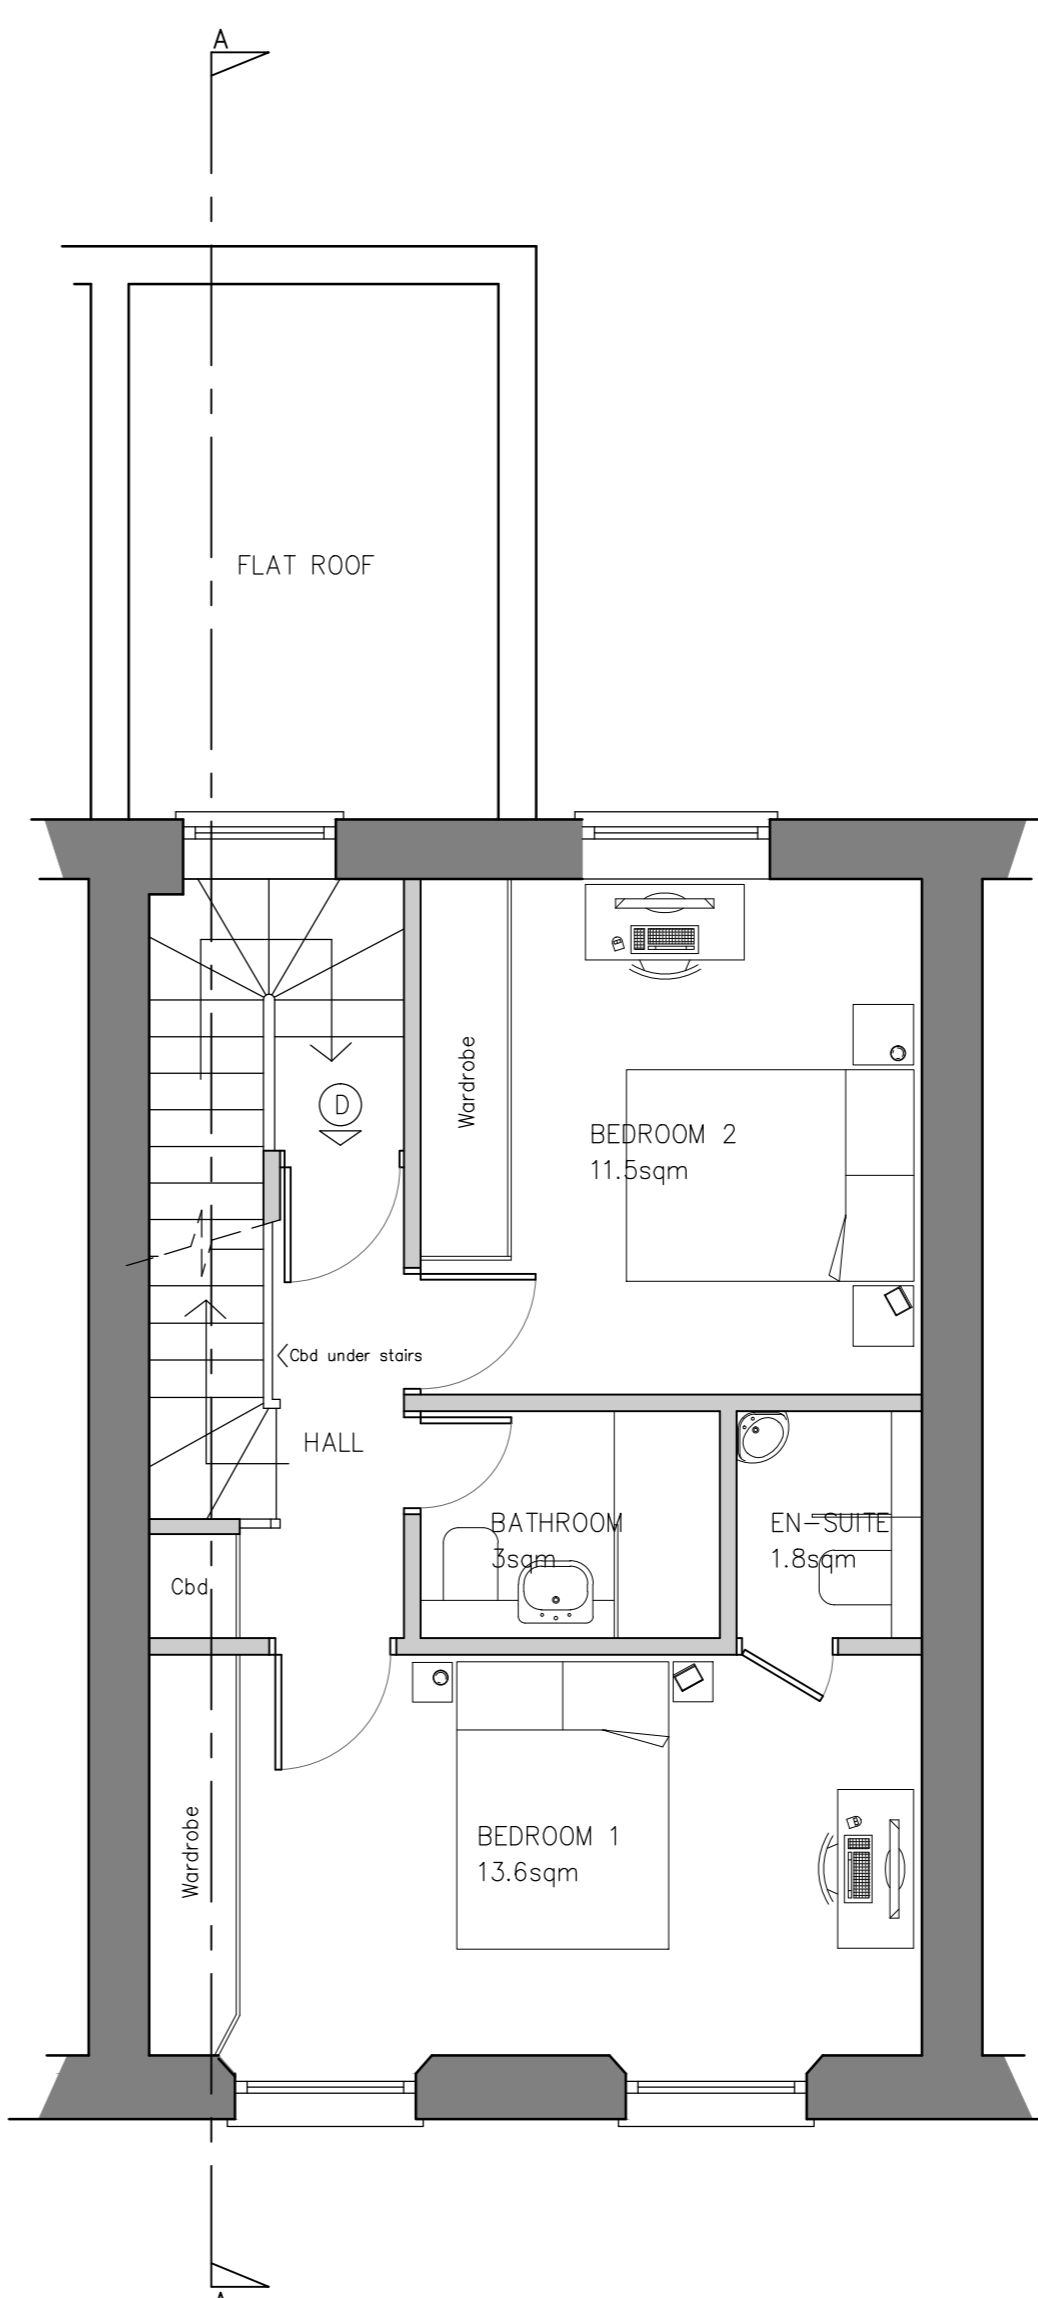 A
FLAT ROOF
D
Wardrobe
BEDROOM 2
11.5sqm
Cbd under stairs
HALL
BATHROOM
3sqm
EN-SUITE
1.8sqm
Cbd
Wardrobe
BEDROOM 1
13.6sqm
A